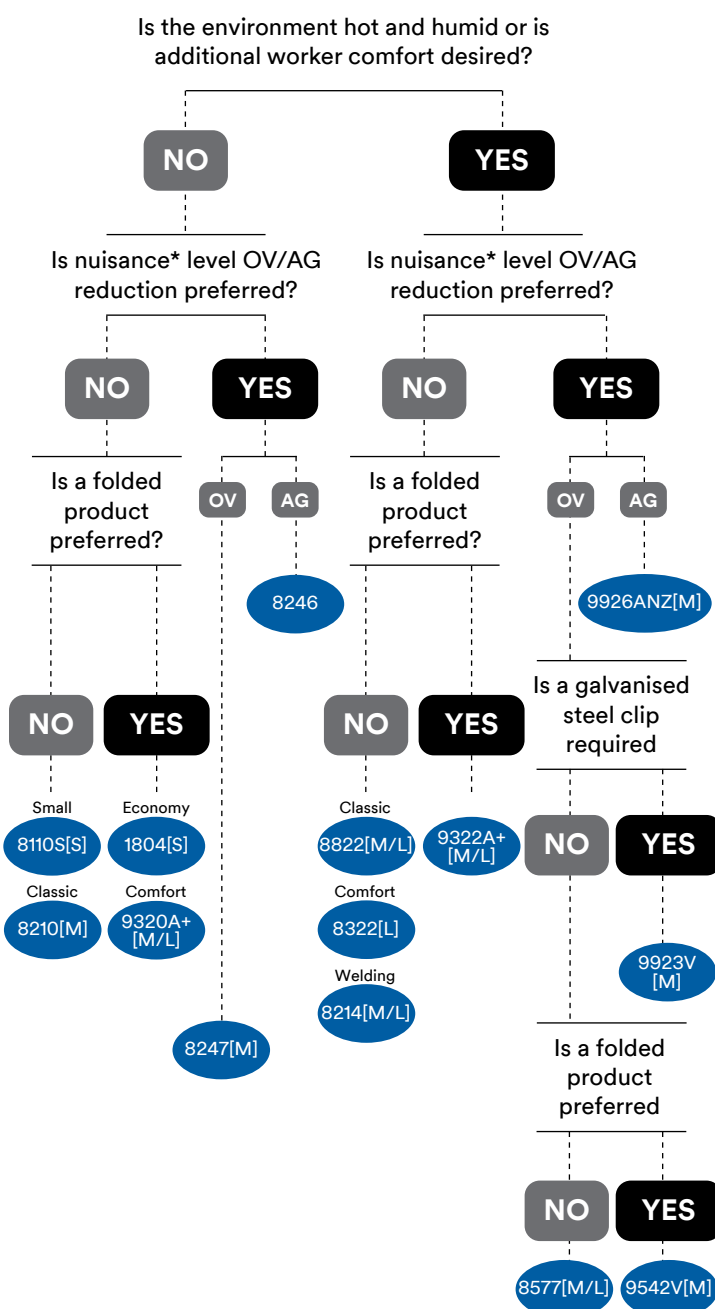 Is the environment hot and humid or is
additional worker comfort desired?
NO
YES
Is nuisance* level OV/AG
reduction preferred?
Is nuisance* level OV/AG
reduction preferred?
NO
YES
NO
YES
Is a folded
product
preferred?
OV
AG
Is a folded
product
preferred?
OV
AG
8246
9926ANZ[M]
NO
YES
NO
YES
Is a galvanised
steel clip
required
Small
8110S[S]
Classic
8210[M]
Economy
1804[S]
Comfort
9320A+
[M/L]
Classic
8822[M/L]
Comfort
8322[L]
Welding
8214[M/L]
9322A+
[M/L]
NO
YES
9923V
[M]
8247[M]
Is a folded
product
preferred
NO
YES
8577[M/L]
9542V[M]